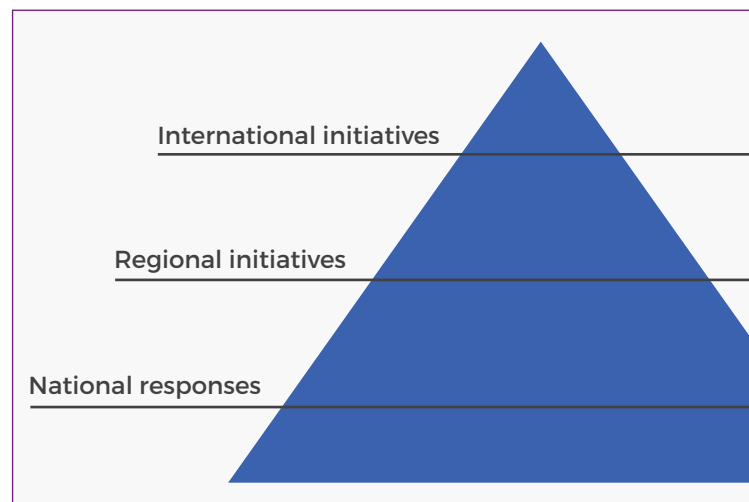 International initiatives
Regional initiatives
National responses